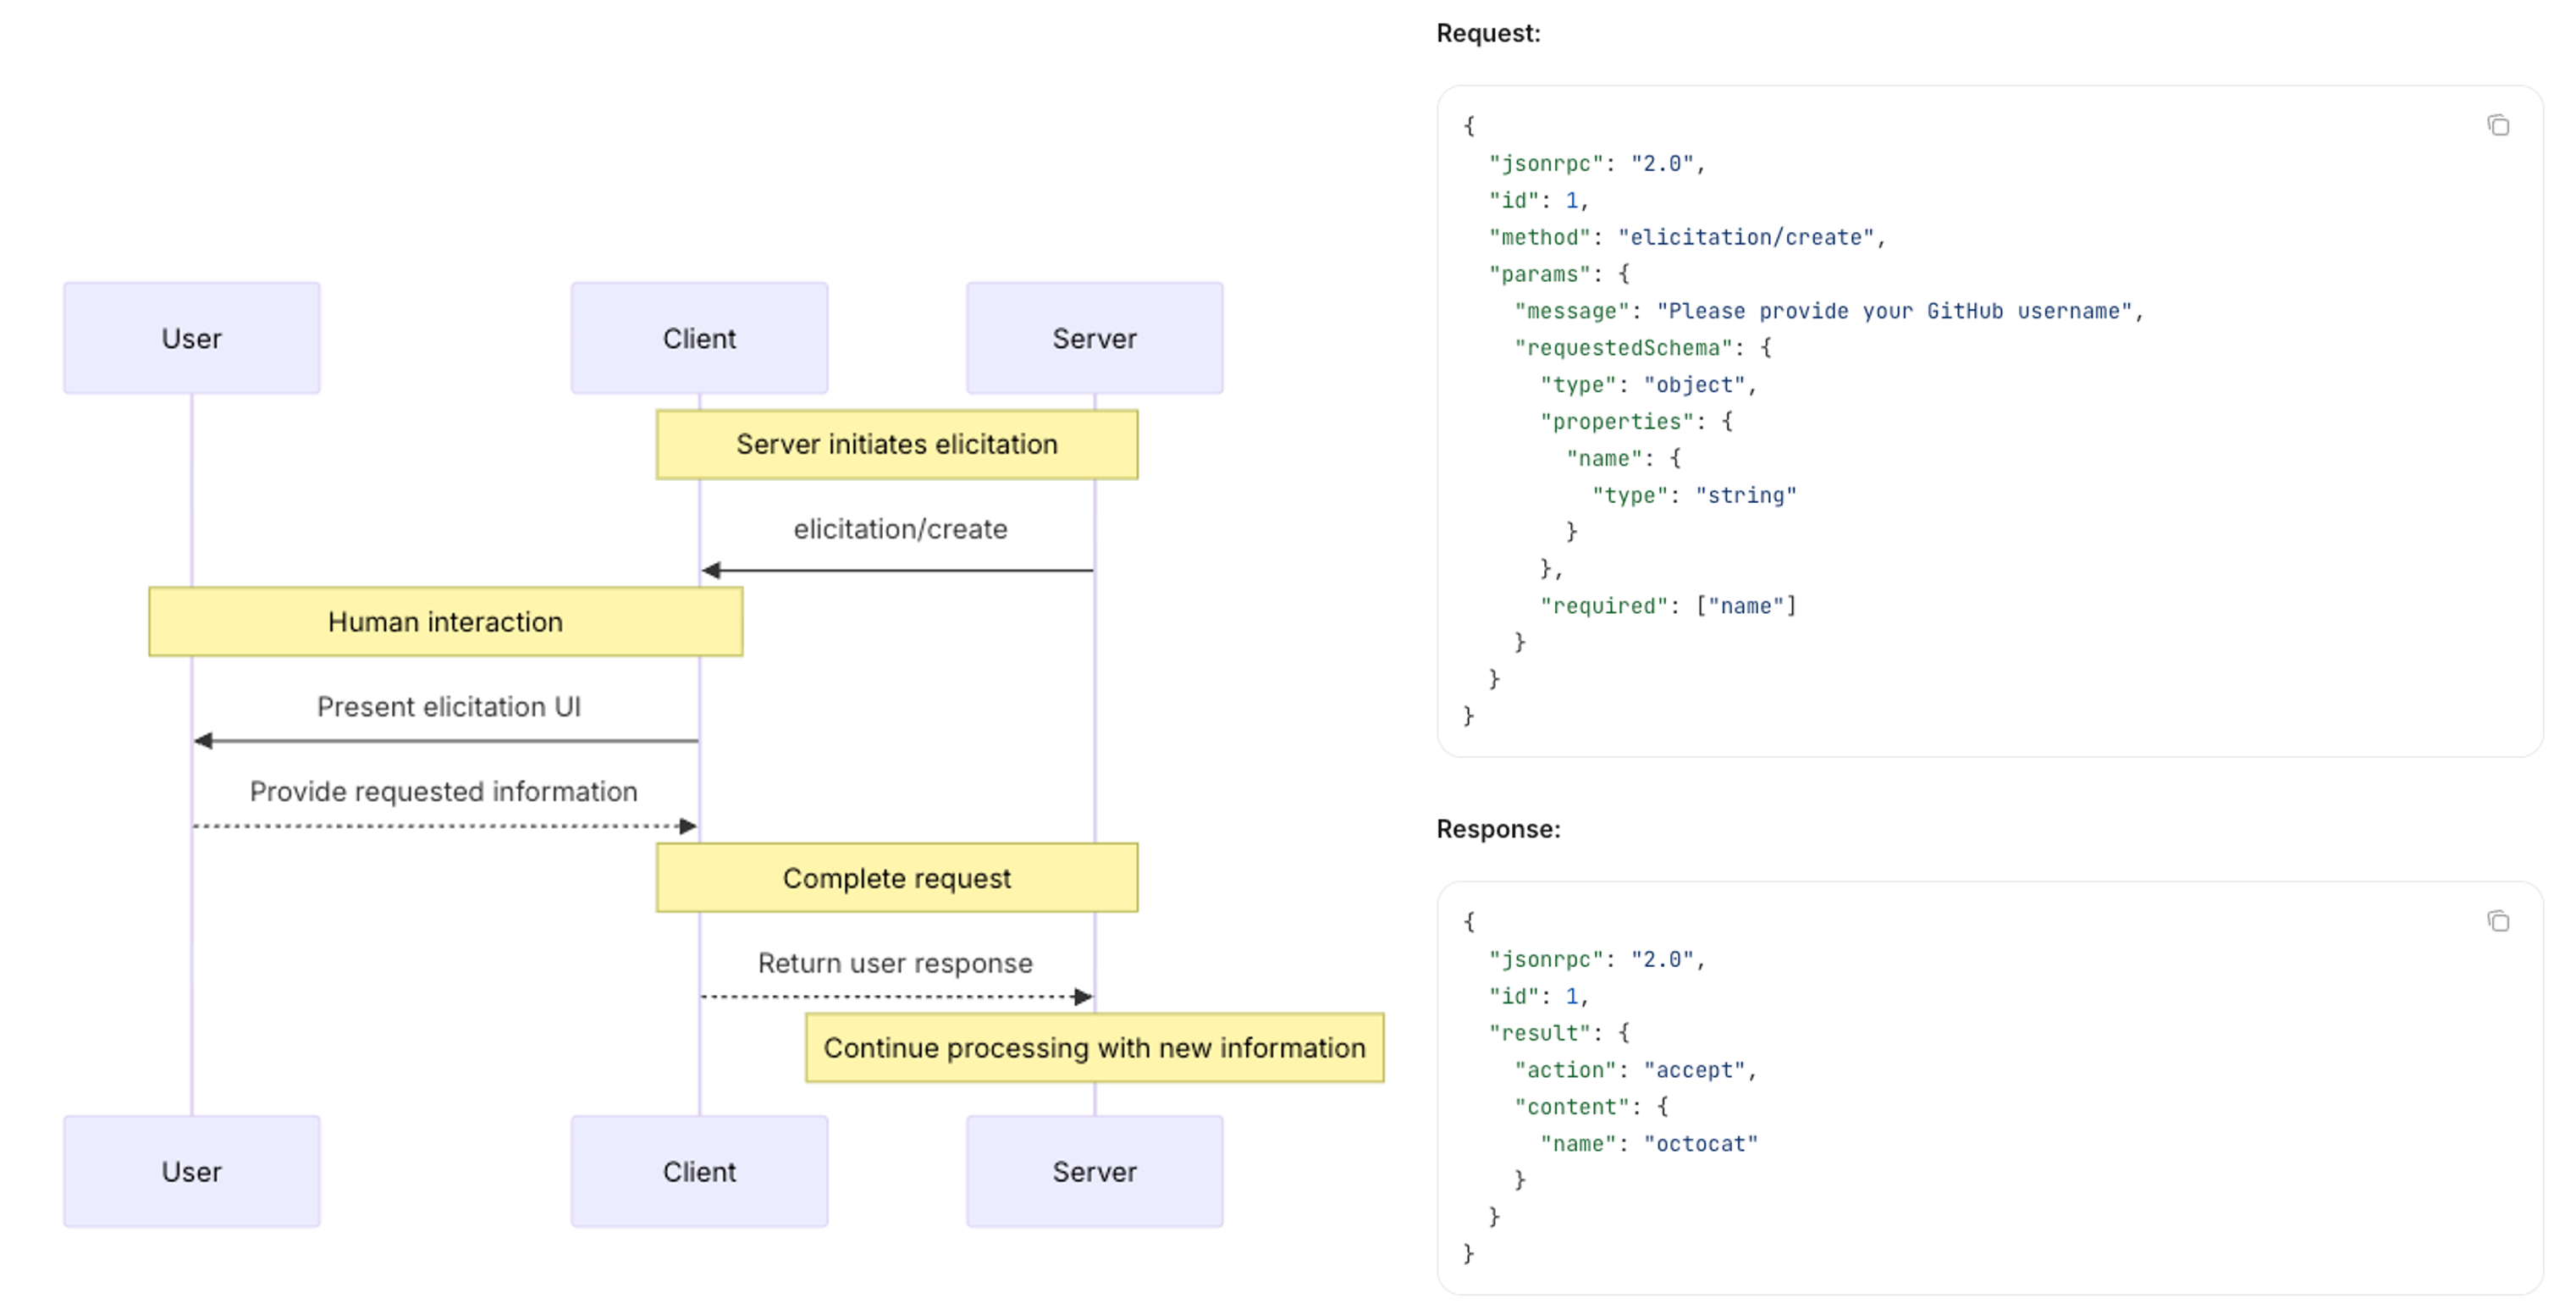 User
Client
Server
Server initiates elicitation
elicitation/create
Human interaction
Present elicitation UI
Provide requested information
Complete request
Return user response
Continue processing with new information
User
Client
Server
Request:
{
  "jsonrpc": "2.0",
  "id": 1,
  "method": "elicitation/create",
  "params": {
    "message": "Please provide your GitHub username",
    "requestedSchema": {
      "type": "object",
      "properties": {
        "name": {
          "type": "string"
        }
      },
      "required": ["name"]
    }
  }
}
Response:
{
  "jsonrpc": "2.0",
  "id": 1,
  "result": {
    "action": "accept",
    "content": {
      "name": "octocat"
    }
  }
}